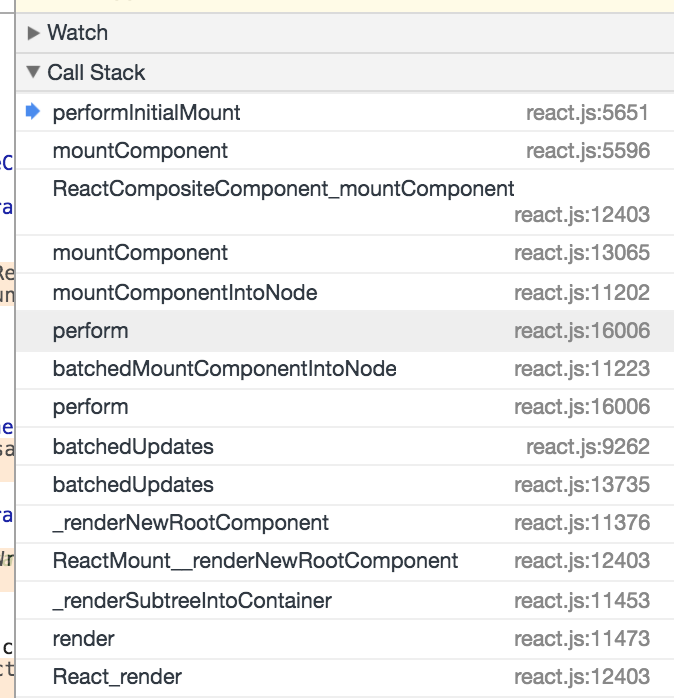 Watch
Call Stack
performInitialMount react.js:5651
mountComponent react.js:5596
ReactCompositeComponent_mountComponent
react.js:12403
mountComponent react.js:13065
mountComponentIntoNode react.js:11202
perform react.js:16006
batchedMountComponentIntoNode react.js:11223
perform react.js:16006
batchedUpdates react.js:9262
batchedUpdates react.js:13735
_renderNewRootComponent react.js:11376
ReactMount__renderNewRootComponent react.js:12403
_renderSubtreeIntoContainer react.js:11453
render react.js:11473
React_render react.js:12403